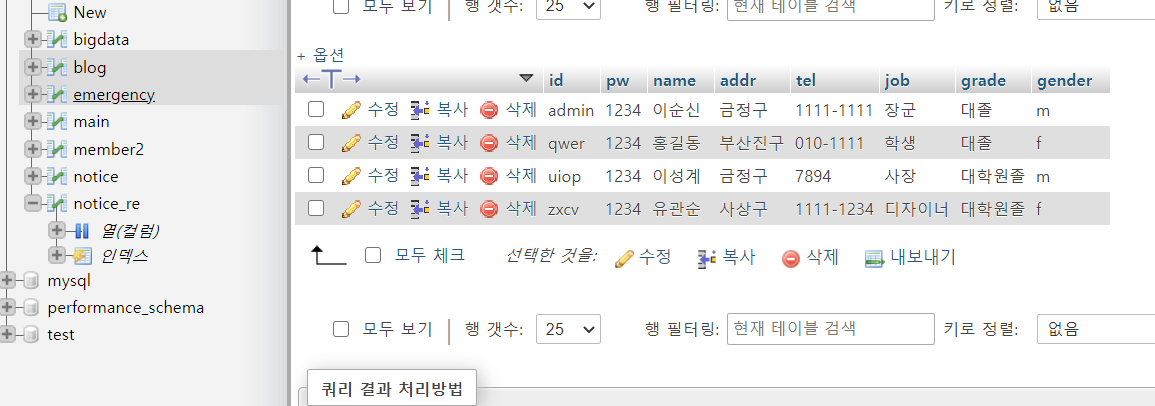 New
bigdata
blog
emergency
main
member2
notice
notice_re
열(컬럼)
인덱스
mysql
performance_schema
test
모두 보기 행 갯수: 25 행 필터링: 현재 테이블 검색 키로 정렬: 없음
+ 옵션
←T→ id pw name addr tel job grade gender
수정 복사 삭제 admin 1234 이순신 금정구 1111-1111 장군 대졸 m
수정 복사 삭제 qwer 1234 홍길동 부산진구 010-1111 학생 대졸 f
수정 복사 삭제 uiop 1234 이성계 금정구 7894 사장 대학원졸 m
수정 복사 삭제 zxcv 1234 유관순 사상구 1111-1234 디자이너 대학원졸 f
모두 체크 선택한 것을: 수정 복사 삭제 내보내기
모두 보기 행 갯수: 25 행 필터링: 현재 테이블 검색 키로 정렬: 없음
쿼리 결과 처리방법